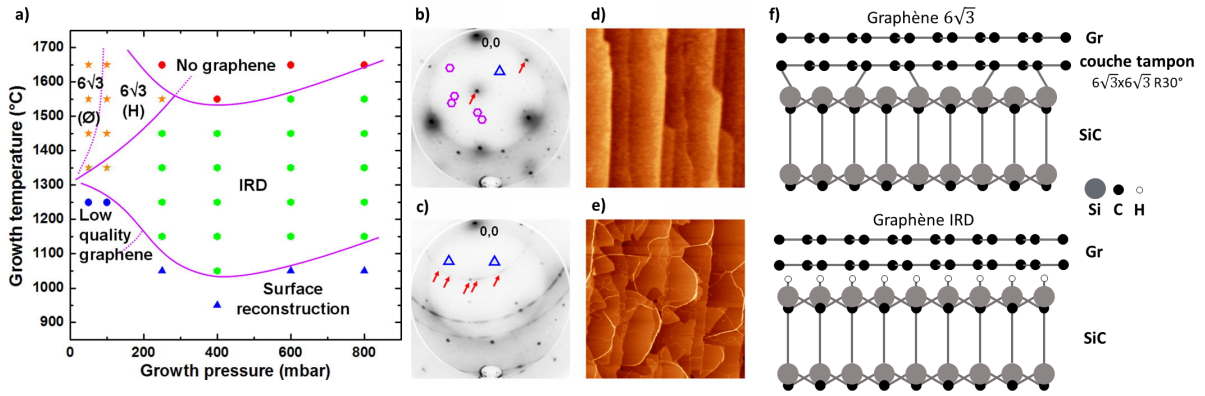 a)
Growth temperature (°C)
1700
1600
1500
1400
1300
1200
1100
1000
900
0
200
400
600
800
Growth pressure (mbar)
6√3
(Ø)
6√3
(H)
No graphene
IRD
Low
quality
graphene
Surface
reconstruction
b)
0,0
c)
0,0
d)
e)
f)
Graphène 6√3
Gr
couche tampon
6√3x6√3 R30°
SiC
Si C H
Graphène IRD
Gr
SiC